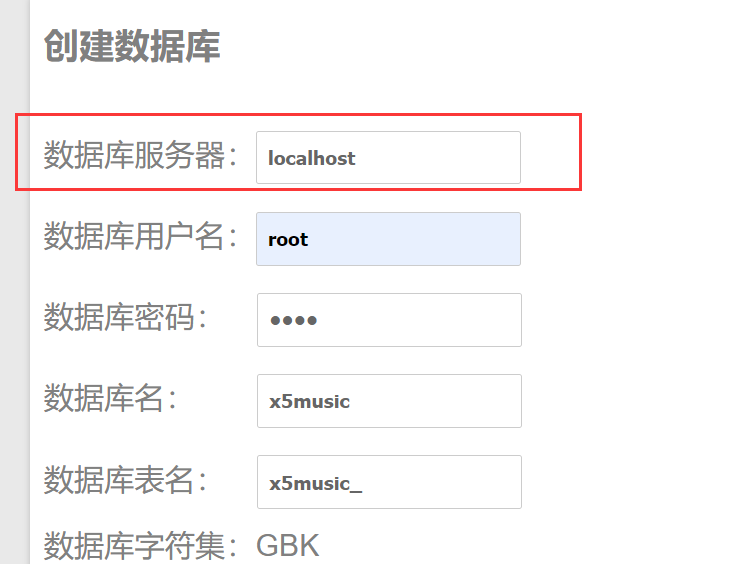 创建数据库
数据库服务器： localhost
数据库用户名： root
数据库密码： ••••
数据库名： x5music
数据库表名： x5music_
数据库字符集：GBK